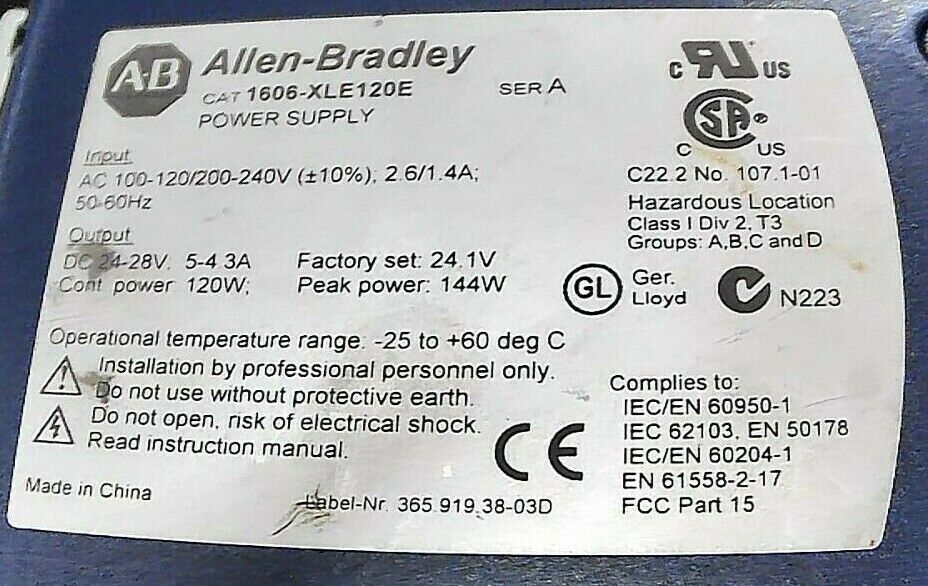 A-B Allen-Bradley
CAT 1606-XLE120E SER A
POWER SUPPLY
Input
AC 100-120/200-240V (±10%); 2.6/1.4A;
50-60Hz
Output
DC 24-28V; 5-4.3A Factory set: 24.1V
Cont power: 120W; Peak power: 144W
Operational temperature range: -25 to +60 deg C
Installation by professional personnel only.
Do not use without protective earth.
Do not open, risk of electrical shock.
Read instruction manual.
CE
Made in China
Label-Nr. 365.919.38-03D
C RU US
C SA ® US
C22.2 No. 107.1-01
Hazardous Location
Class I Div 2, T3
Groups: A,B,C and D
GL Ger.
Lloyd
N223
Complies to:
IEC/EN 60950-1
IEC 62103, EN 50178
IEC/EN 60204-1
EN 61558-2-17
FCC Part 15